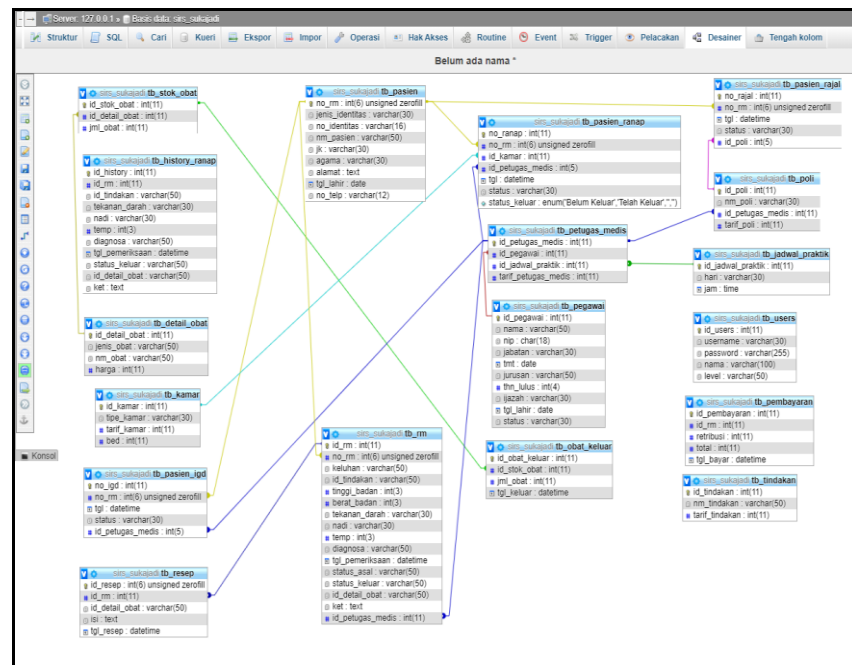 Server: 127.0.0.1 » Basis data: sirs_sukajadi
Struktur SQL Cari Kueri Ekspor Impor Operasi Hak Akses Routine Event Trigger Pelacakan Desainer Tengah kolom
Belum ada nama *
sirs_sukajadi.tb_stok_obat
id_stok_obat : int(11)
id_detail_obat : int(11)
jml_obat : int(11)
sirs_sukajadi.tb_history_ranap
id_history : int(11)
id_rm : int(11)
id_tindakan : varchar(50)
tekanan_darah : varchar(30)
nadi : varchar(30)
temp : int(3)
diagnosa : varchar(50)
tgl_pemeriksaan : datetime
status_keluar : varchar(50)
id_detail_obat : varchar(50)
ket : text
sirs_sukajadi.tb_detail_obat
id_detail_obat : int(11)
jenis_obat : varchar(50)
nm_obat : varchar(50)
harga : int(11)
sirs_sukajadi.tb_kamar
id_kamar : int(11)
tipe_kamar : varchar(30)
tarif_kamar : int(11)
bed : int(11)
Konsol
sirs_sukajadi.tb_pasien_igd
no_igd : int(11)
no_rm : int(6) unsigned zerofill
tgl : datetime
status : varchar(30)
id_petugas_medis : int(5)
sirs_sukajadi.tb_resep
id_resep : int(6) unsigned zerofill
id_rm : int(11)
id_detail_obat : varchar(50)
isi : text
tgl_resep : datetime
sirs_sukajadi.tb_pasien
no_rm : int(6) unsigned zerofill
jenis_identitas : varchar(30)
no_identitas : varchar(16)
nm_pasien : varchar(50)
jk : varchar(30)
agama : varchar(30)
alamat : text
tgl_lahir : date
no_telp : varchar(12)
sirs_sukajadi.tb_rm
id_rm : int(11)
no_rm : int(6) unsigned zerofill
keluhan : varchar(50)
id_tindakan : varchar(50)
tinggi_badan : int(3)
berat_badan : int(3)
tekanan_darah : varchar(30)
nadi : varchar(30)
temp : int(3)
diagnosa : varchar(50)
tgl_pemeriksaan : datetime
status_asal : varchar(50)
status_keluar : varchar(50)
id_detail_obat : varchar(50)
ket : text
id_petugas_medis : int(11)
sirs_sukajadi.tb_pasien_ranap
no_ranap : int(11)
no_rm : int(6) unsigned zerofill
id_kamar : int(11)
id_petugas_medis : int(5)
tgl : datetime
status : varchar(30)
status_keluar : enum('Belum Keluar','Telah Keluar','','')
sirs_sukajadi.tb_petugas_medis
id_petugas_medis : int(11)
id_pegawai : int(11)
id_jadwal_praktik : int(11)
tarif_petugas_medis : int(11)
sirs_sukajadi.tb_pegawai
id_pegawai : int(11)
nama : varchar(50)
nip : char(18)
jabatan : varchar(30)
tmt : date
jurusan : varchar(50)
thn_lulus : int(4)
ijazah : varchar(30)
tgl_lahir : date
status : varchar(30)
sirs_sukajadi.tb_obat_keluar
id_obat_keluar : int(11)
id_stok_obat : int(11)
jml_obat : int(11)
tgl_keluar : datetime
sirs_sukajadi.tb_pasien_rajal
no_rajal : int(11)
no_rm : int(6) unsigned zerofill
tgl : datetime
status : varchar(30)
id_poli : int(5)
sirs_sukajadi.tb_poli
id_poli : int(11)
nm_poli : varchar(30)
id_petugas_medis : int(11)
tarif_poli : int(11)
sirs_sukajadi.tb_jadwal_praktik
id_jadwal_praktik : int(11)
hari : varchar(30)
jam : time
sirs_sukajadi.tb_users
id_users : int(11)
username : varchar(30)
password : varchar(255)
nama : varchar(100)
level : varchar(50)
sirs_sukajadi.tb_pembayaran
id_pembayaran : int(11)
id_rm : int(11)
retribusi : int(11)
total : int(11)
tgl_bayar : datetime
sirs_sukajadi.tb_tindakan
id_tindakan : int(11)
nm_tindakan : varchar(50)
tarif_tindakan : int(11)